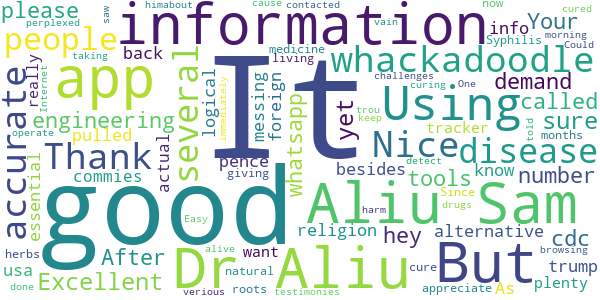 himabout saw cause contacted now cured
please information Could morning
people perplexed Your info Syphilis
app back medicine living whackadoodle
taking really messing foreign One challenges
Internet several logical It Using demand curing trou
accurate engineering immediately yet called keep
operate pulled whatsapp Nice sure tracker told months
Thank actual pence disease
essential commies giving besides tools know detect number
good Aliu Sam Since harm drugs
After Dr Aliu religion hey But alternative cdc As
usa herbs Easy want cure alive appreciate trump
done Excellent verious natural roots testimonies browsing plenty vain